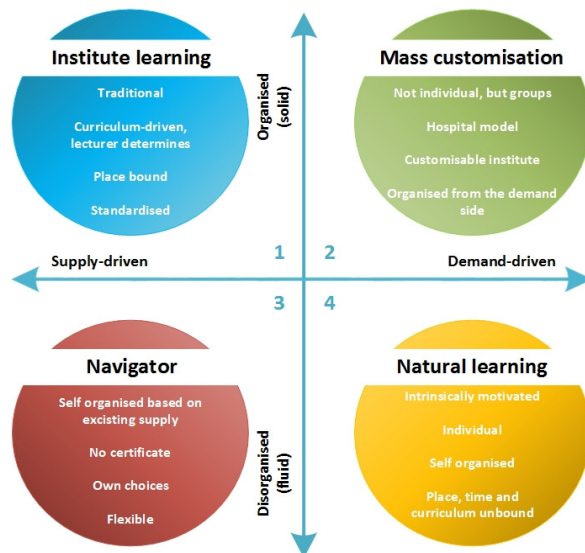 Institute learning
Traditional
Curriculum-driven,
lecturer determines
Place bound
Standardised
Organised
(solid)
Mass customisation
Not individual, but groups
Hospital model
Customisable institute
Organised from the demand
side
1
2
Supply-driven
Demand-driven
3
4
Navigator
Self organised based on
excisting supply
No certificate
Own choices
Flexible
Disorganised
(fluid)
Natural learning
Intrinsically motivated
Individual
Self organised
Place, time and
curriculum unbound